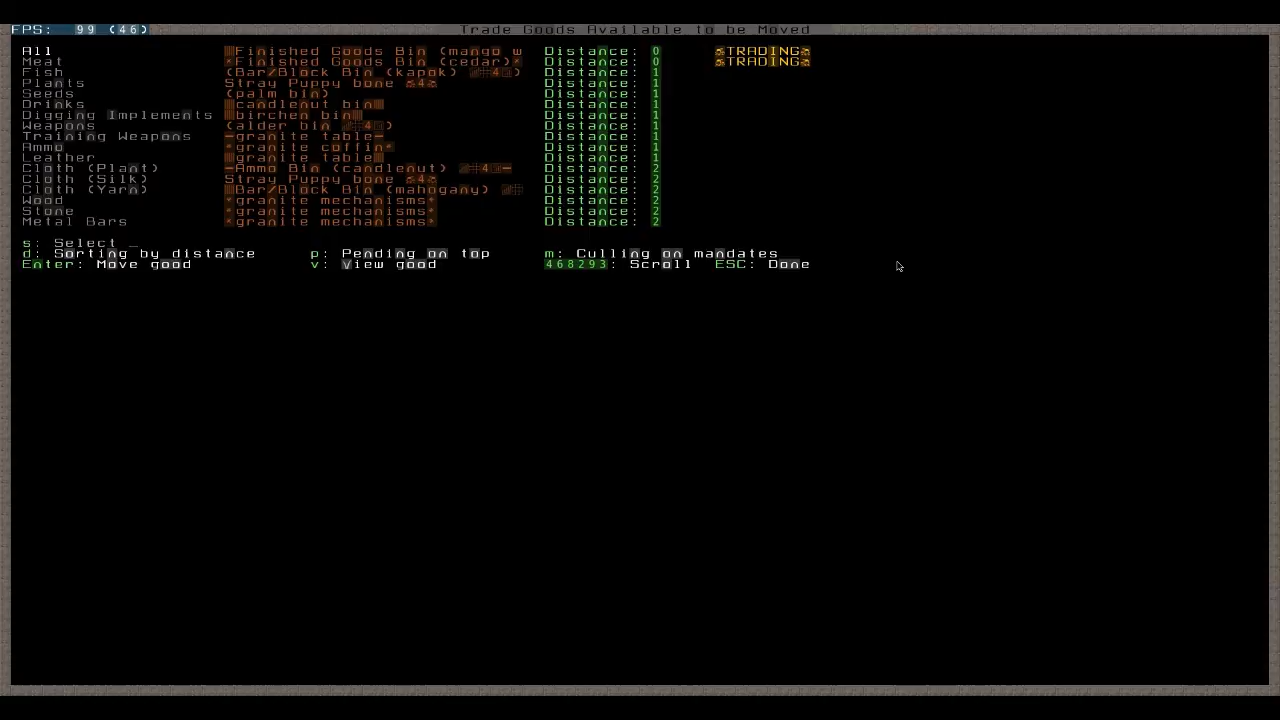 FPS: 99 (46) Trade Goods Available to be Moved
All Finished Goods Bin (mango w Distance: 0 TRADING
Meat *Finished Goods Bin (cedar)* Distance: 0 TRADING
Fish (Bar/Block Bin (kapok) 4) Distance: 1
Plants Stray Puppy bone 4 Distance: 1
Seeds (palm bin) Distance: 1
Drinks candlenut bin Distance: 1
Digging Implements birchen bin Distance: 1
Weapons (alder bin 4) Distance: 1
Training Weapons -granite table- Distance: 1
Ammo *granite coffin* Distance: 1
Leather granite table Distance: 1
Cloth (Plant) -Ammo Bin (candlenut) 4- Distance: 2
Cloth (Silk) Stray Puppy bone 4 Distance: 2
Cloth (Yarn) Bar/Block Bin (mahogany) Distance: 2
Wood *granite mechanisms* Distance: 2
Stone *granite mechanisms* Distance: 2
Metal Bars *granite mechanisms* Distance: 2
s: Select _
d: Sorting by distance p: Pending on top m: Culling on mandates
Enter: Move good v: View good 468293: Scroll ESC: Done